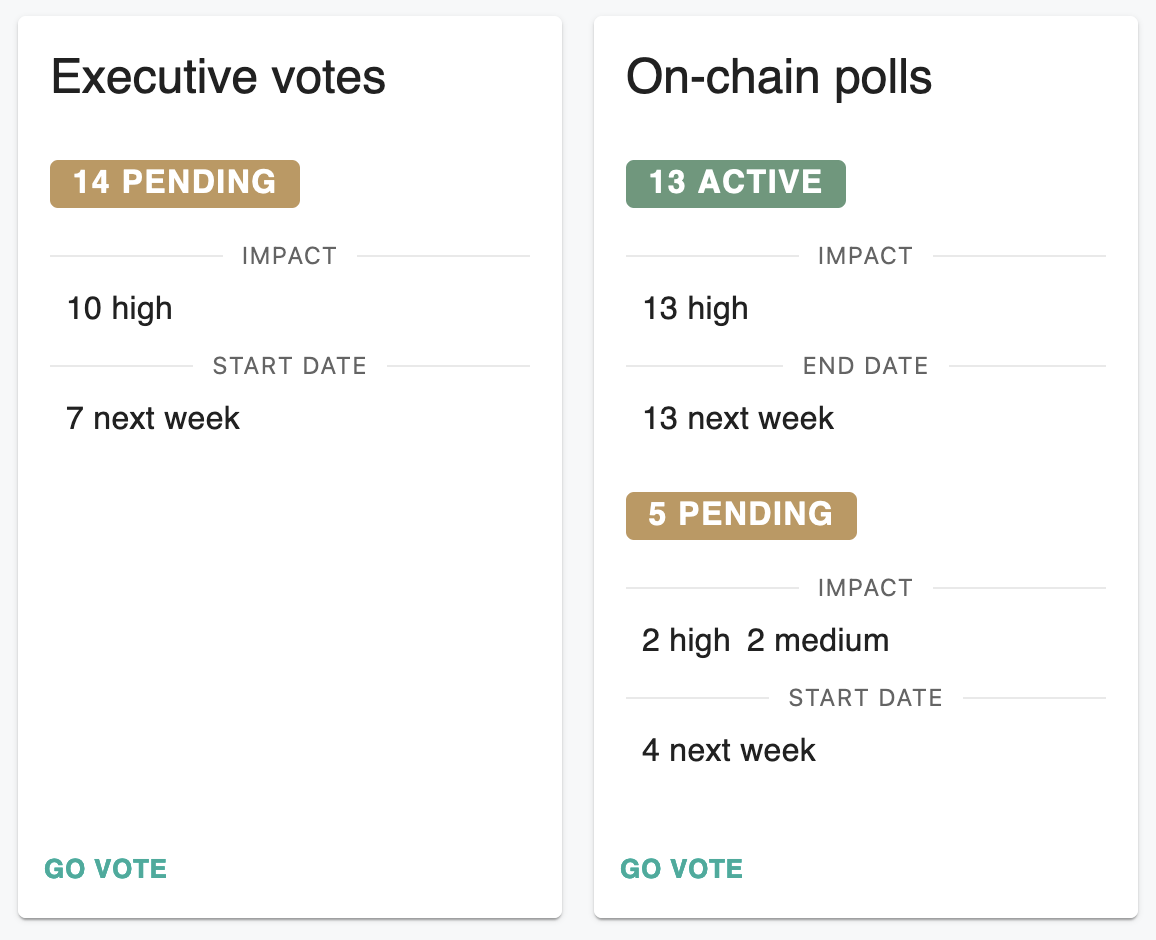 Executive votes
14 PENDING
IMPACT
10 high
START DATE
7 next week
GO VOTE
On-chain polls
13 ACTIVE
IMPACT
13 high
END DATE
13 next week
5 PENDING
IMPACT
2 high 2 medium
START DATE
4 next week
GO VOTE